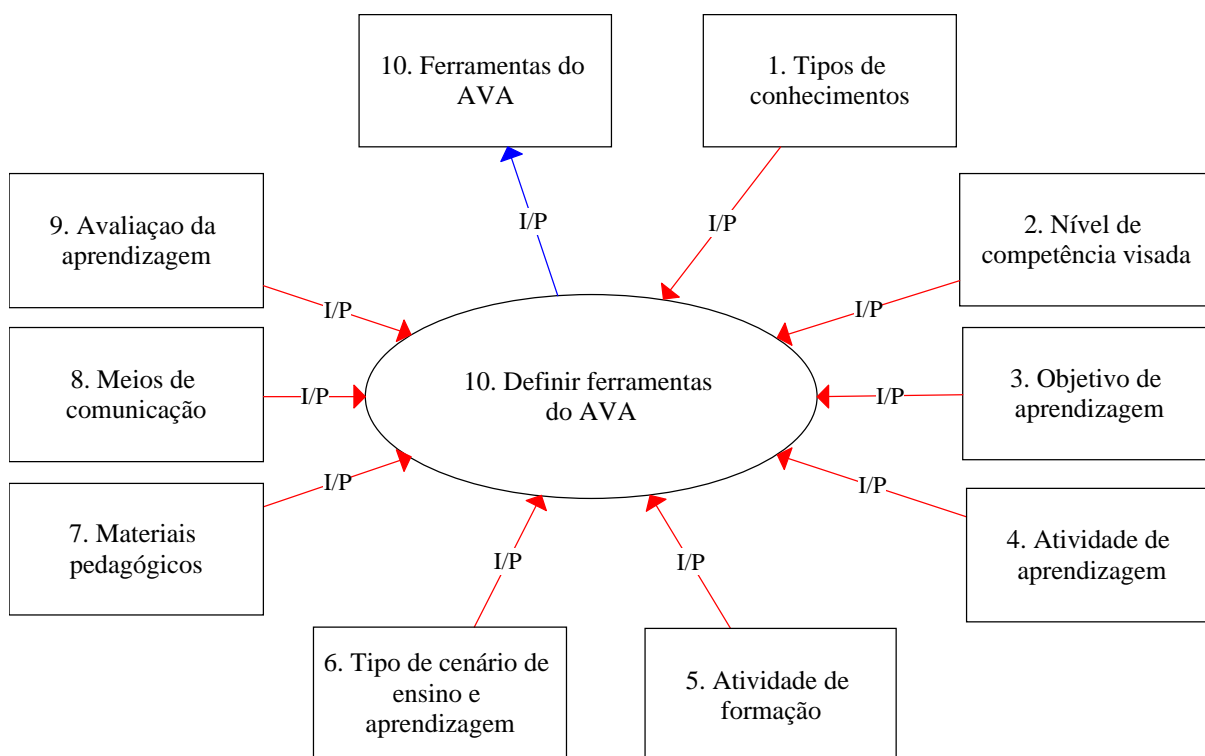 10. Ferramentas do
AVA
1. Tipos de
conhecimentos
I/P
I/P
9. Avaliaçao da
aprendizagem
2. Nível de
competência visada
I/P
I/P
8. Meios de
comunicação
I/P
10. Definir ferramentas
do AVA
I/P
3. Objetivo de
aprendizagem
I/P
I/P
7. Materiais
pedagógicos
4. Atividade de
aprendizagem
I/P
I/P
6. Tipo de cenário de
ensino e
aprendizagem
5. Atividade de
formação